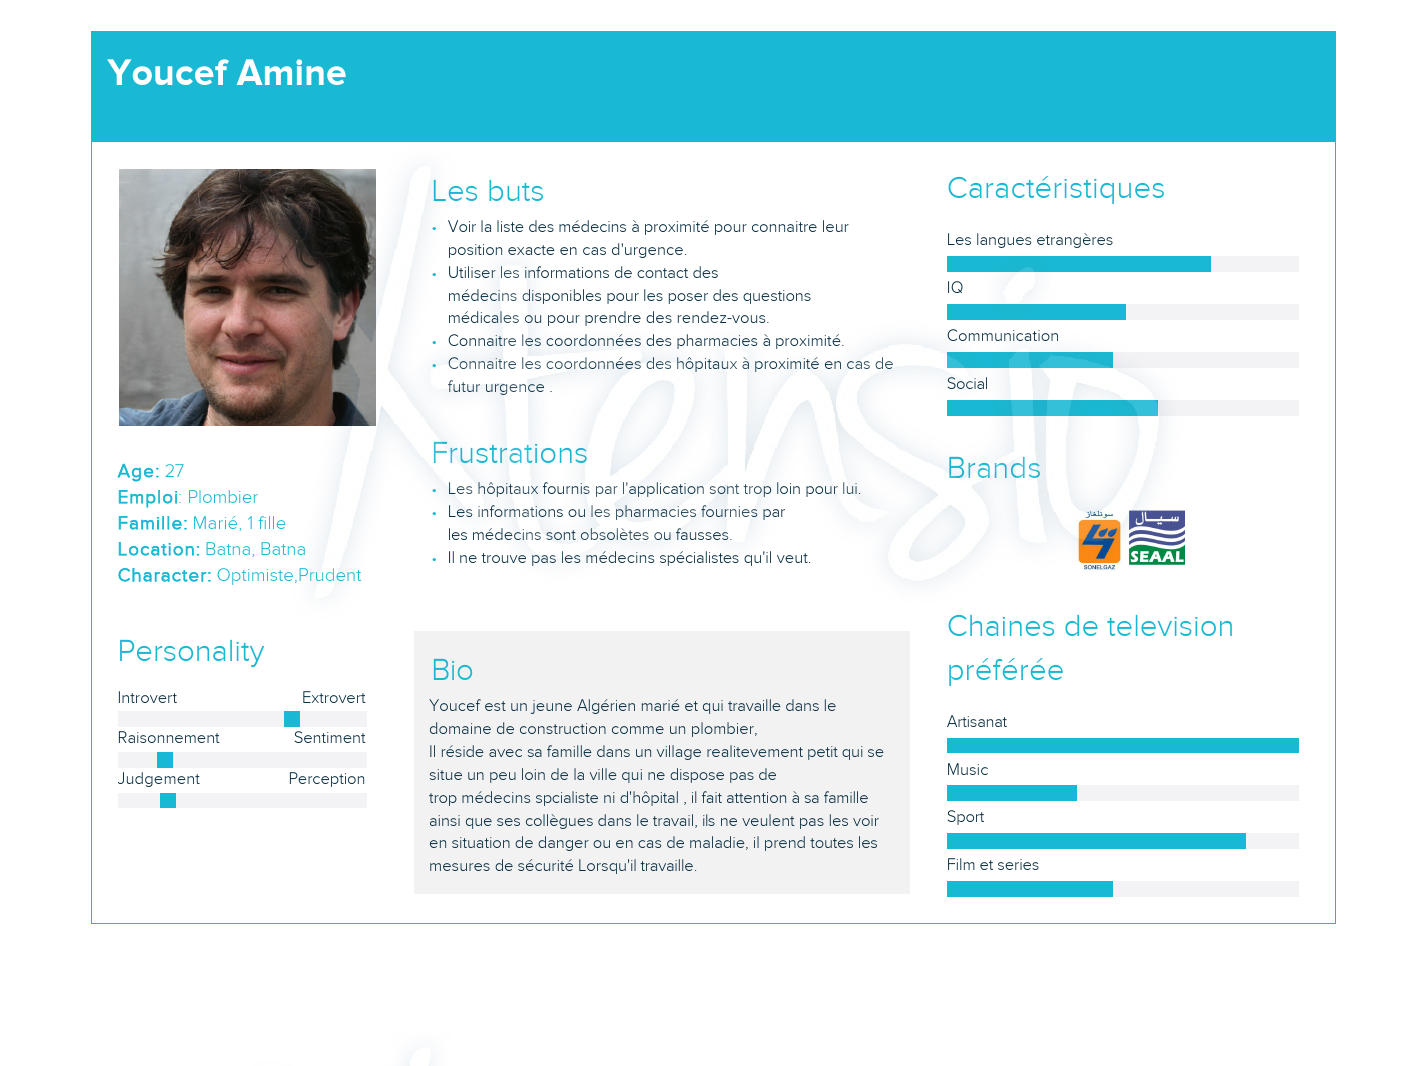 Youcef Amine
Age: 27
Emploi: Plombier
Famille: Marié, 1 fille
Location: Batna, Batna
Character: Optimiste,Prudent
Personality
Introvert Extrovert
Raisonnement Sentiment
Judgement Perception
Les buts
• Voir la liste des médecins à proximité pour connaitre leur
position exacte en cas d'urgence.
• Utiliser les informations de contact des
médecins disponibles pour les poser des questions
médicales ou pour prendre des rendez-vous.
• Connaitre les coordonnées des pharmacies à proximité.
• Connaitre les coordonnées des hôpitaux à proximité en cas de
futur urgence .
Frustrations
• Les hôpitaux fournis par l'application sont trop loin pour lui.
• Les informations ou les pharmacies fournies par
les médecins sont obsolètes ou fausses.
• Il ne trouve pas les médecins spécialistes qu'il veut.
Bio
Youcef est un jeune Algérien marié et qui travaille dans le
domaine de construction comme un plombier,
Il réside avec sa famille dans un village realitevement petit qui se
situe un peu loin de la ville qui ne dispose pas de
trop médecins spcialiste ni d'hôpital , il fait attention à sa famille
ainsi que ses collègues dans le travail, ils ne veulent pas les voir
en situation de danger ou en cas de maladie, il prend toutes les
mesures de sécurité Lorsqu'il travaille.
Caractéristiques
Les langues etrangères
IQ
Communication
Social
Brands
سونلغاز
SONELGAZ
سيال
SEAAL
Chaines de television
préférée
Artisanat
Music
Sport
Film et series
Xtensio